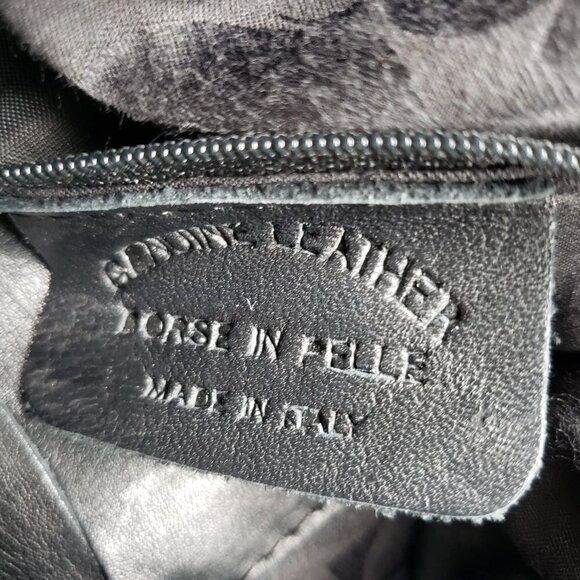 GENUINE LEATHER
BORSE IN PELLE
MADE IN ITALY